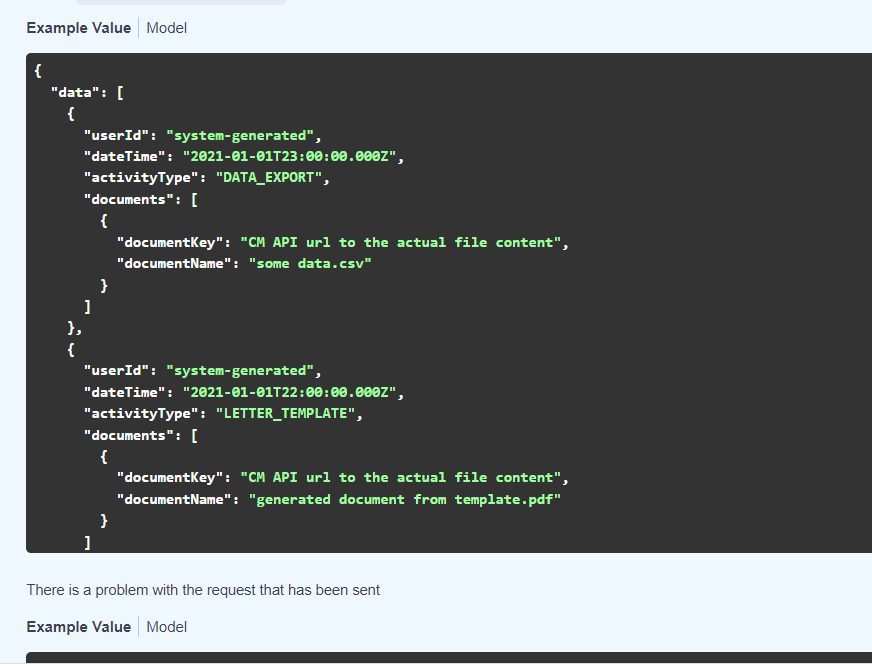 Example Value Model
{
  "data": [
    {
      "userId": "system-generated",
      "dateTime": "2021-01-01T23:00:00.000Z",
      "activityType": "DATA_EXPORT",
      "documents": [
        {
          "documentKey": "CM API url to the actual file content",
          "documentName": "some data.csv"
        }
      ]
    },
    {
      "userId": "system-generated",
      "dateTime": "2021-01-01T22:00:00.000Z",
      "activityType": "LETTER_TEMPLATE",
      "documents": [
        {
          "documentKey": "CM API url to the actual file content",
          "documentName": "generated document from template.pdf"
        }
      ]
There is a problem with the request that has been sent
Example Value Model